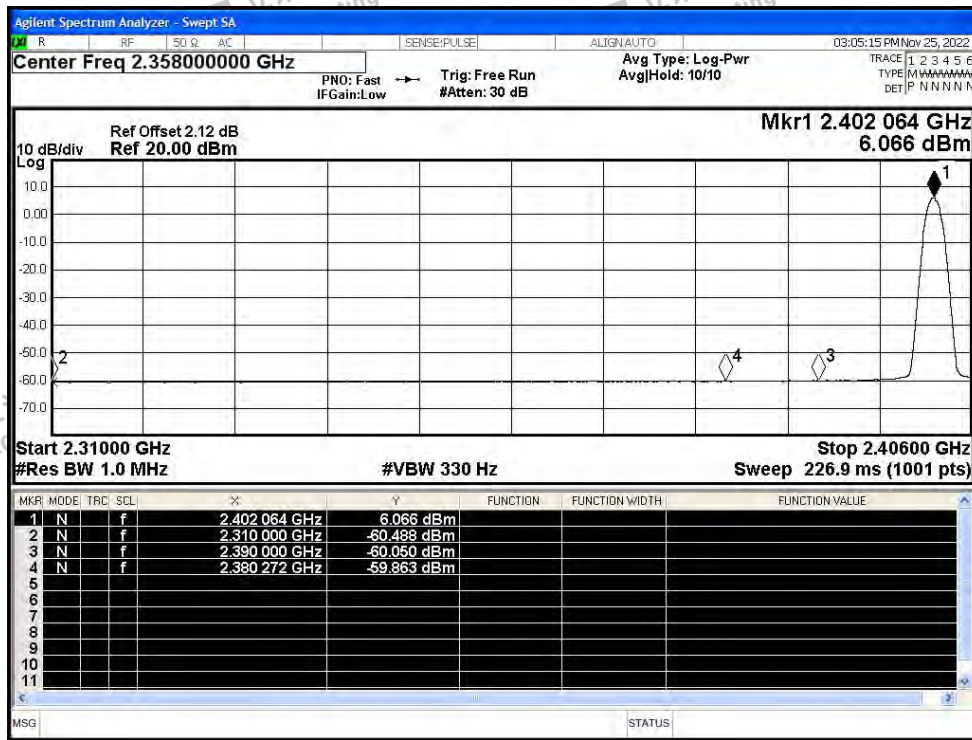 Agilent Spectrum Analyzer - Swept SA
LXI R RF 50 Ω AC SENSE:PULSE ALIGNAUTO 03:05:15 PM Nov 25, 2022
Center Freq 2.358000000 GHz
PNO: Fast
IFGain:Low
Trig: Free Run
#Atten: 30 dB
Avg Type: Log-Pwr
Avg|Hold: 10/10
TRACE 1 2 3 4 5 6
TYPE MWWWWW
DET P N N N N N
Mkr1 2.402 064 GHz
6.066 dBm
Ref Offset 2.12 dB
10 dB/div Ref 20.00 dBm
Log
10.0
0.00
-10.0
-20.0
-30.0
-40.0
-50.0
-60.0
-70.0
1
2
4
3
Start 2.31000 GHz Stop 2.40600 GHz
#Res BW 1.0 MHz #VBW 330 Hz Sweep 226.9 ms (1001 pts)
MKR MODE TRC SCL X Y FUNCTION FUNCTION WIDTH FUNCTION VALUE
1 N f 2.402 064 GHz 6.066 dBm
2 N f 2.310 000 GHz -60.488 dBm
3 N f 2.390 000 GHz -60.050 dBm
4 N f 2.380 272 GHz -59.863 dBm
5
6
7
8
9
10
11
MSG STATUS